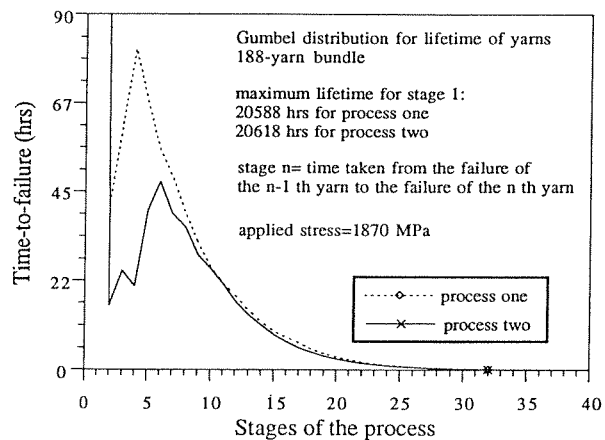 90
67
45
22
0
Time-to-failure (hrs)
Gumbel distribution for lifetime of yarns
188-yarn bundle
maximum lifetime for stage 1:
20588 hrs for process one
20618 hrs for process two
stage n= time taken from the failure of
the n-1 th yarn to the failure of the n th yarn
applied stress=1870 MPa
process one
process two
0 5 10 15 20 25 30 35 40
Stages of the process